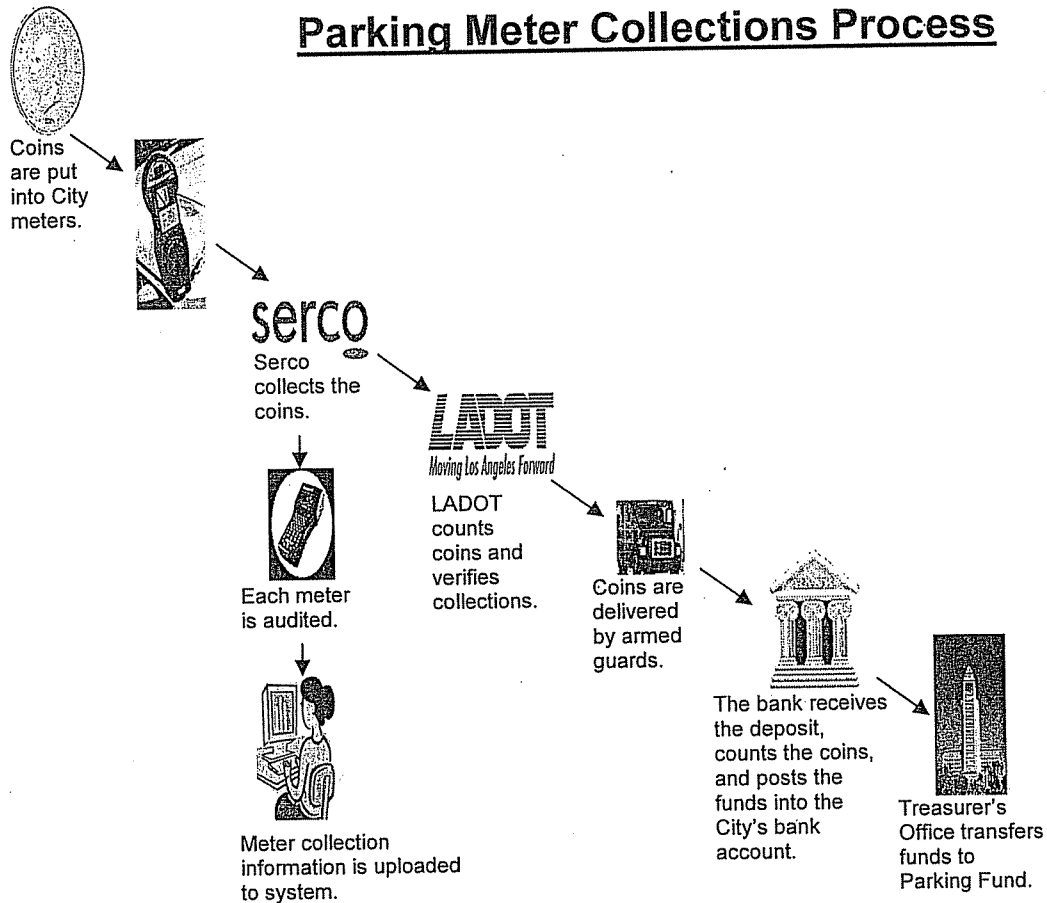 Parking Meter Collections Process
Coins
are put
into City
meters.
serco
Serco
collects the
coins.
LADOT
Moving Los Angeles Forward
LADOT
counts
coins and
verifies
collections.
Each meter
is audited.
Coins are
delivered
by armed
guards.
The bank receives
the deposit,
counts the coins,
and posts the
funds into the
City's bank
account.
Treasurer's
Office transfers
funds to
Parking Fund.
Meter collection
information is uploaded
to system.